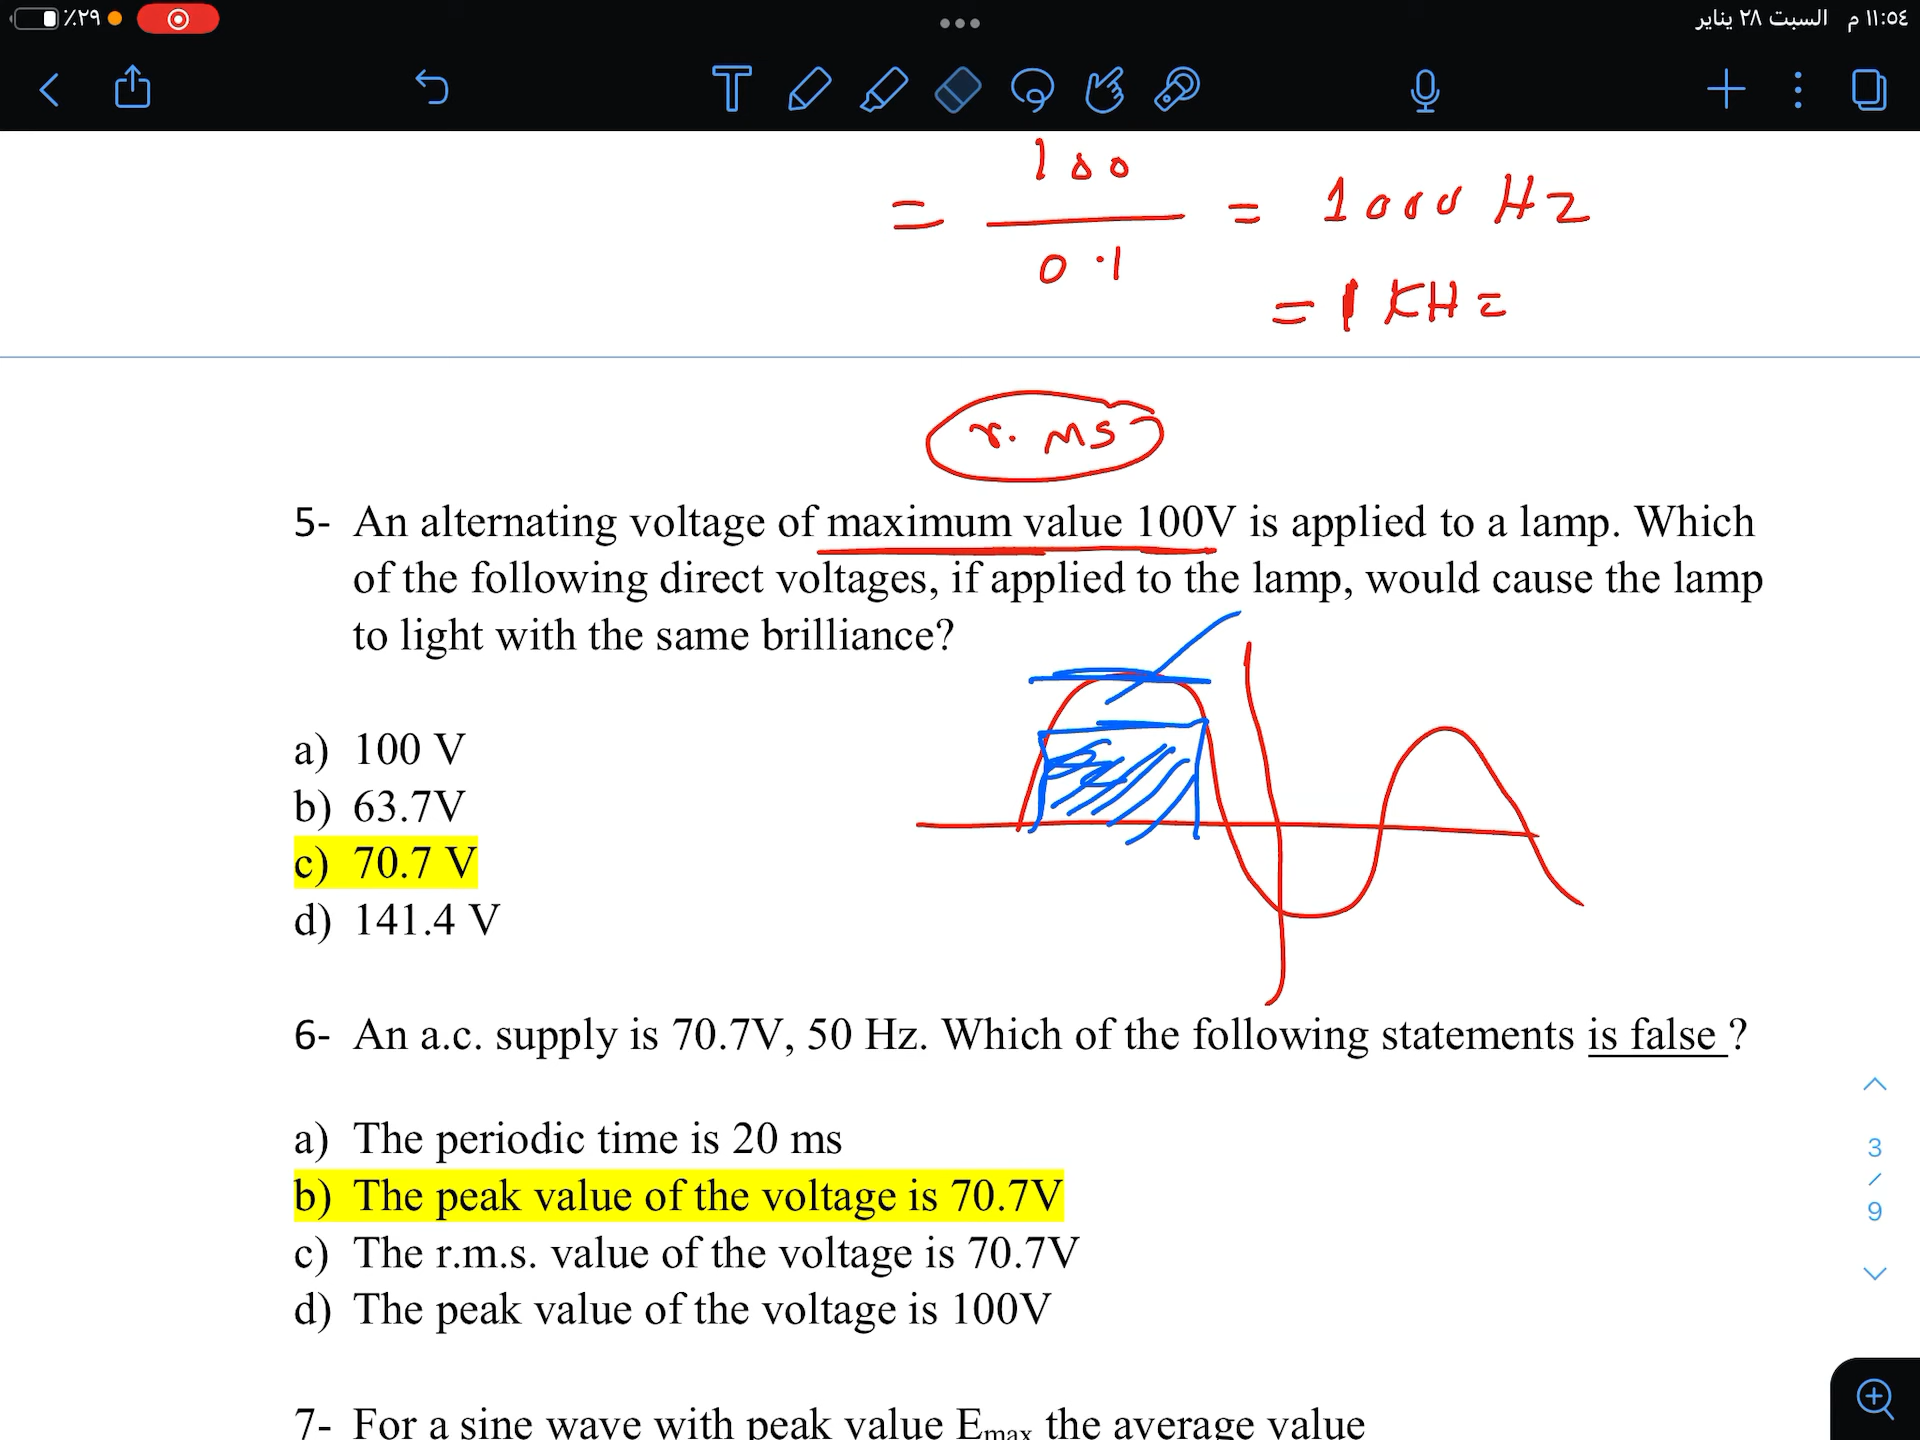 ٪٢٩
١١:٥٤ م السبت ٢٨ يناير
= 100 / 0.1 = 1000 Hz
= 1 KHz
r.ms
5- An alternating voltage of maximum value 100V is applied to a lamp. Which
of the following direct voltages, if applied to the lamp, would cause the lamp
to light with the same brilliance?
a) 100 V
b) 63.7V
c) 70.7 V
d) 141.4 V
6- An a.c. supply is 70.7V, 50 Hz. Which of the following statements is false ?
a) The periodic time is 20 ms
b) The peak value of the voltage is 70.7V
c) The r.m.s. value of the voltage is 70.7V
d) The peak value of the voltage is 100V
3
/
9
7- For a sine wave with peak value Emax the average value